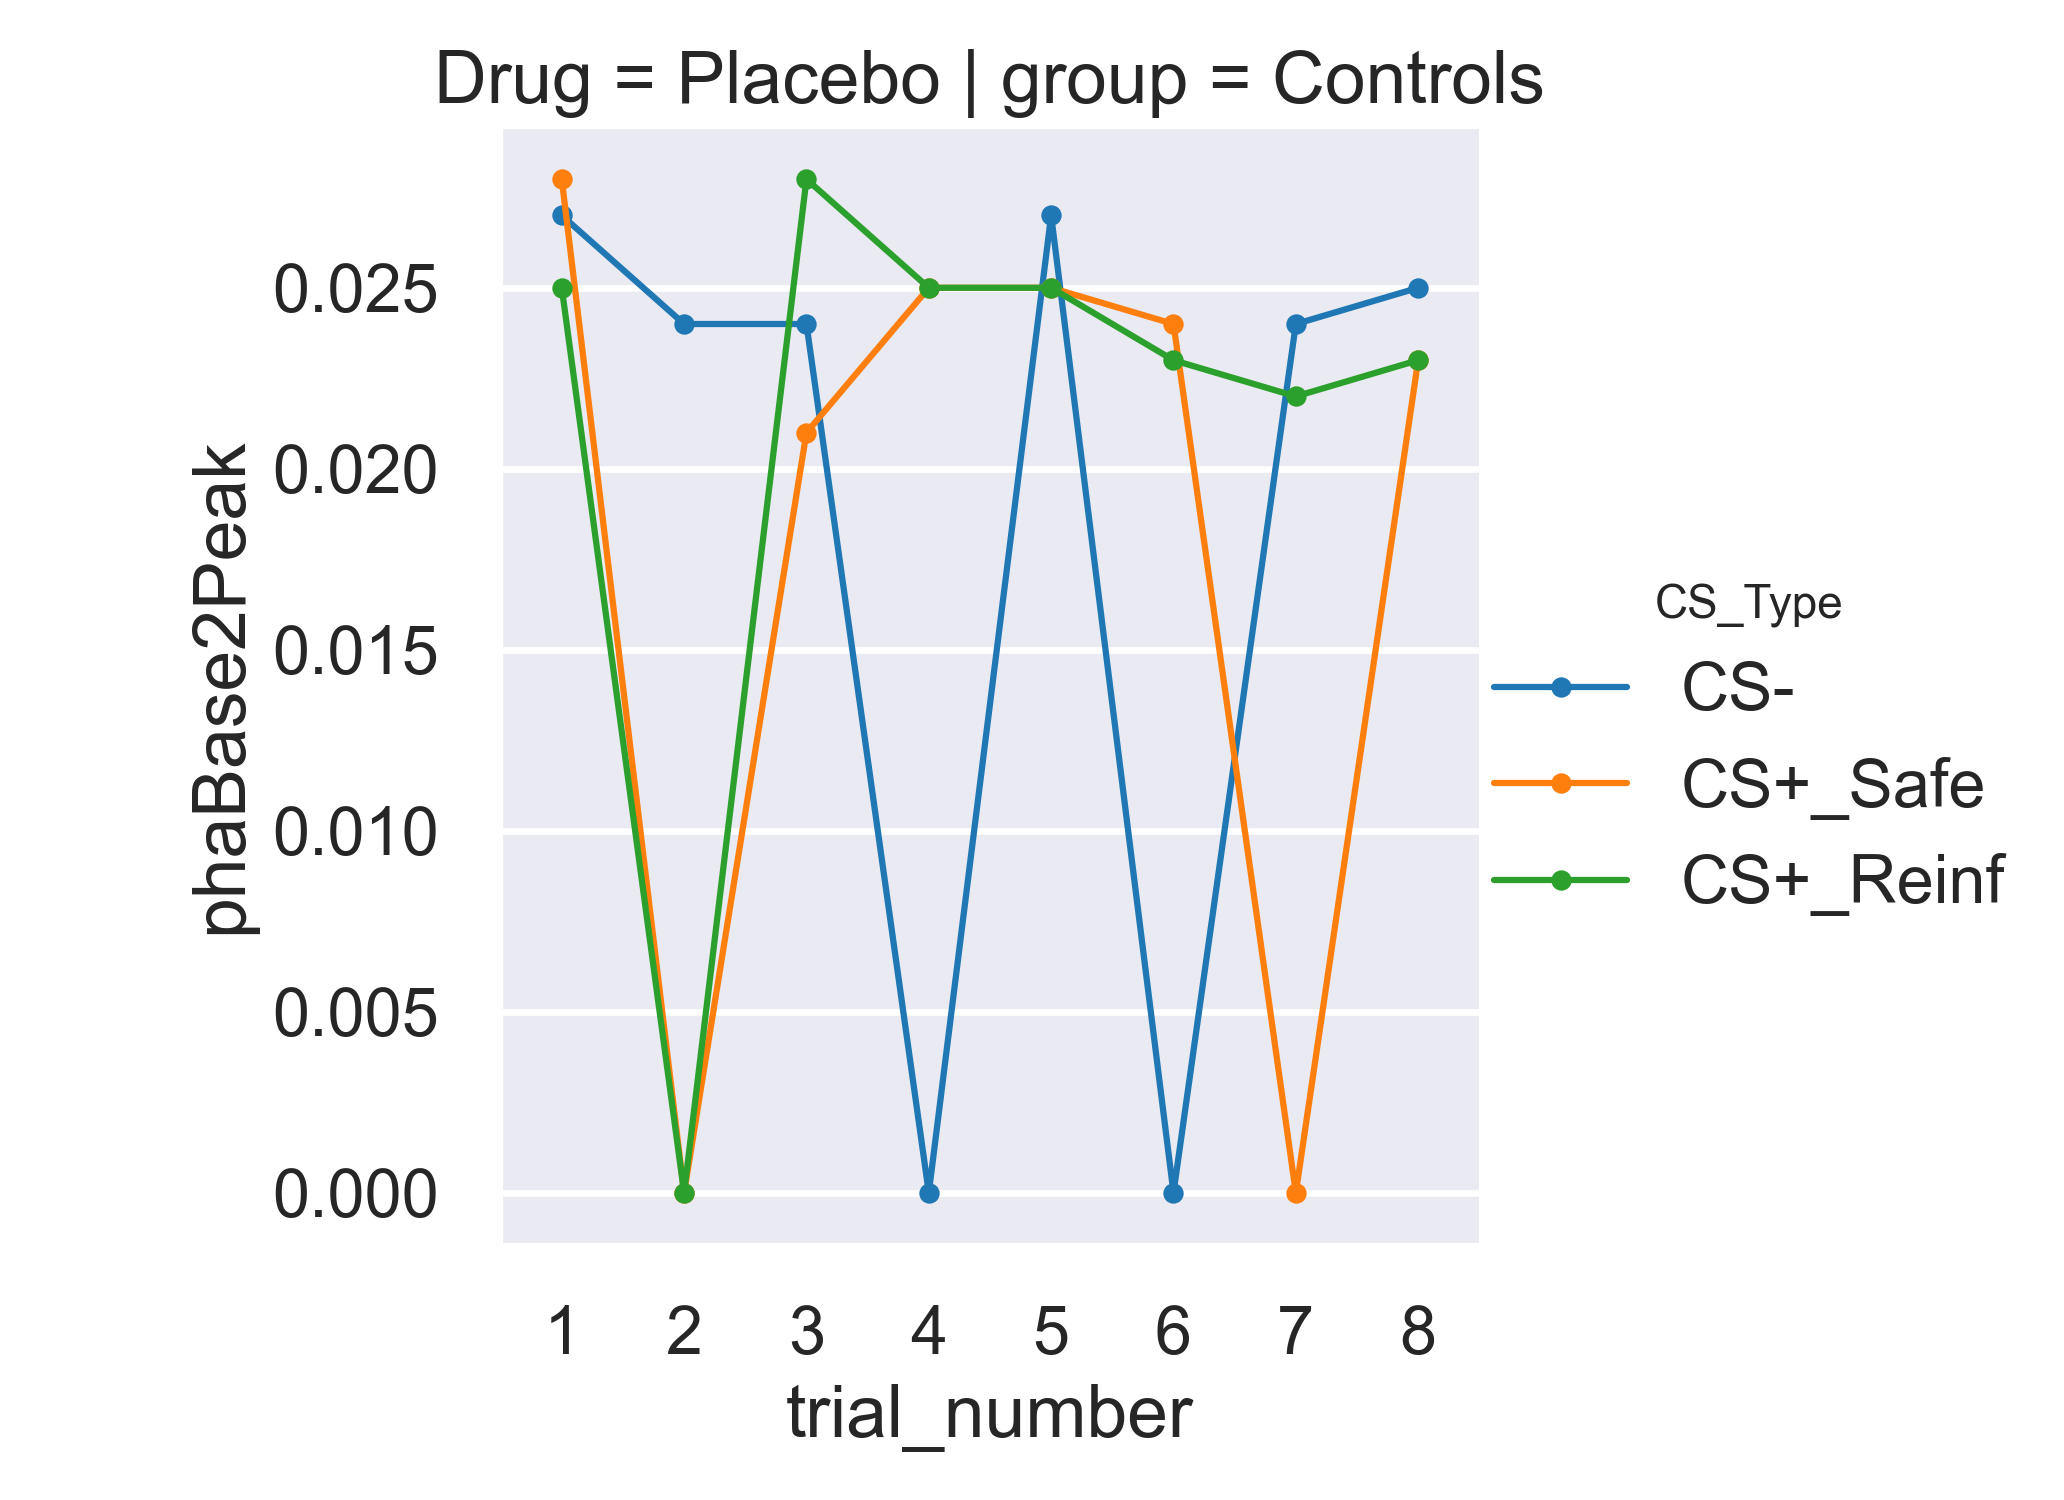 Drug = Placebo | group = Controls
phaBase2Peak
0.025
0.020
0.015
0.010
0.005
0.000
1 2 3 4 5 6 7 8
trial_number
CS_Type
CS-
CS+_Safe
CS+_Reinf